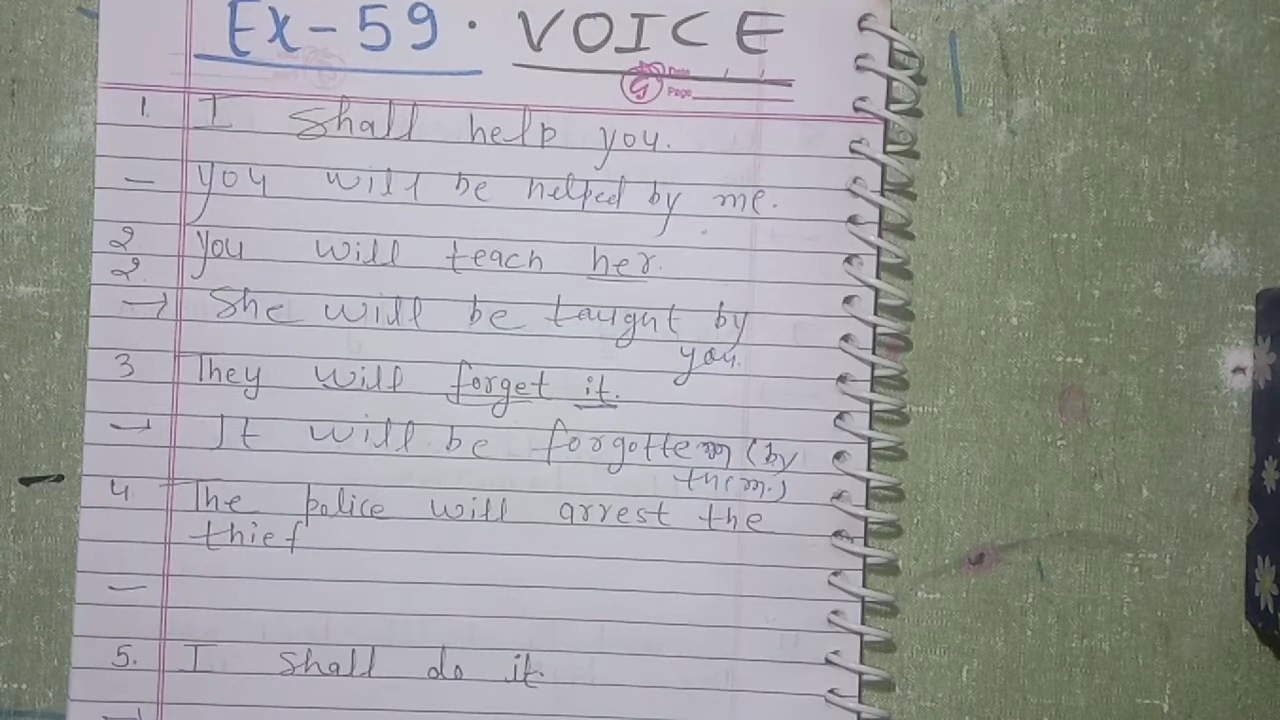 Ex-59. VOICE
Date / /
Page
1. I shall help you.
- you will be helped by me.
2 you will teach her.
2.
→ She will be taught by
you.
3 They will forget it.
→ It will be forgotten (by
them.)
4 The police will arrest the
thief
-
5. I shall do it.